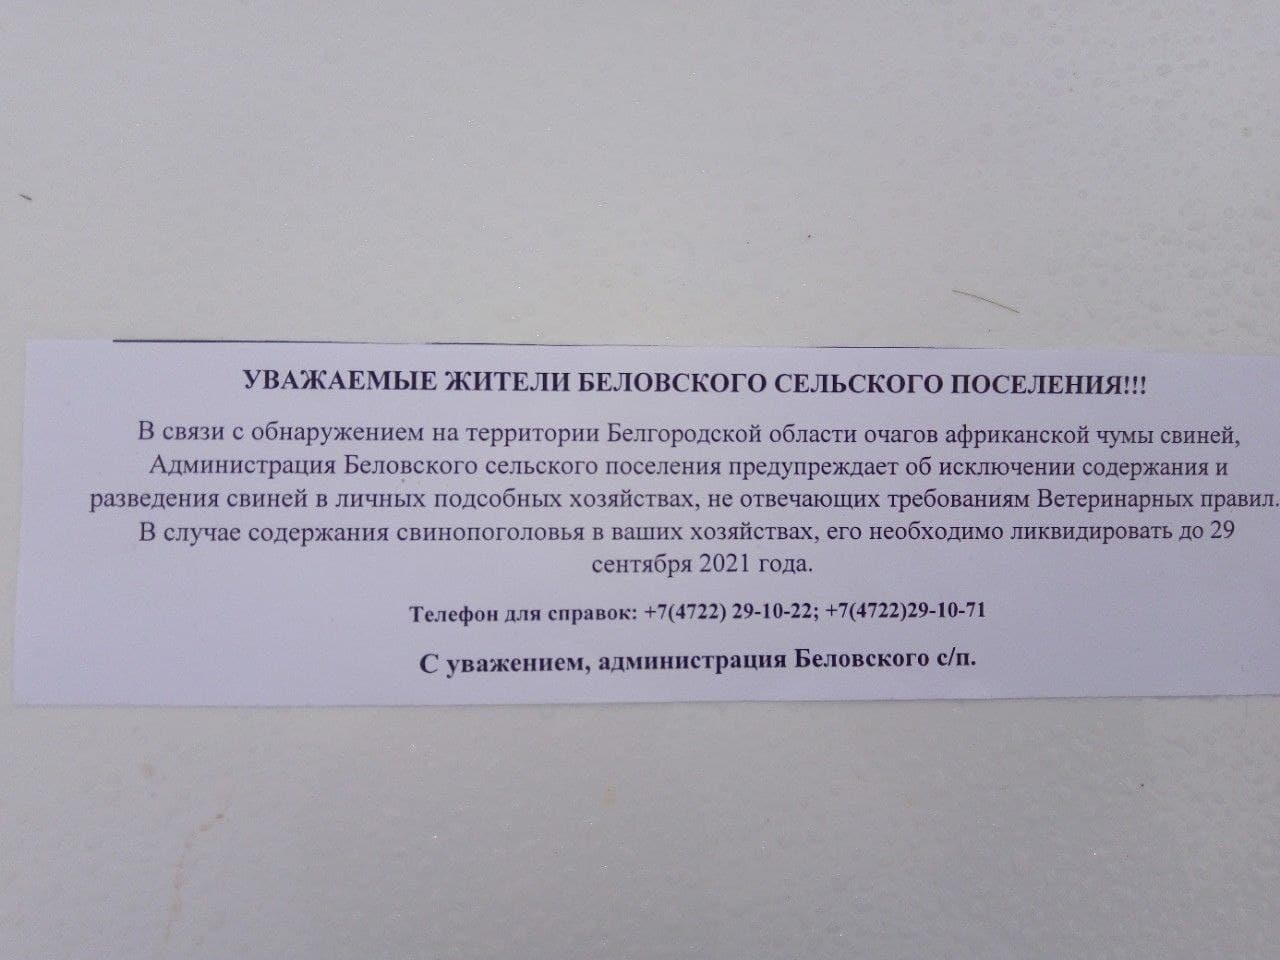 УВАЖАЕМЫЕ ЖИТЕЛИ БЕЛОВСКОГО СЕЛЬСКОГО ПОСЕЛЕНИЯ!!!
В связи с обнаружением на территории Белгородской области очагов африканской чумы свиней,
Администрация Беловского сельского поселения предупреждает об исключении содержания и
разведения свиней в личных подсобных хозяйствах, не отвечающих требованиям Ветеринарных правил.
В случае содержания свинопоголовья в ваших хозяйствах, его необходимо ликвидировать до 29
сентября 2021 года.
Телефон для справок: +7(4722) 29-10-22; +7(4722)29-10-71
С уважением, администрация Беловского с/п.